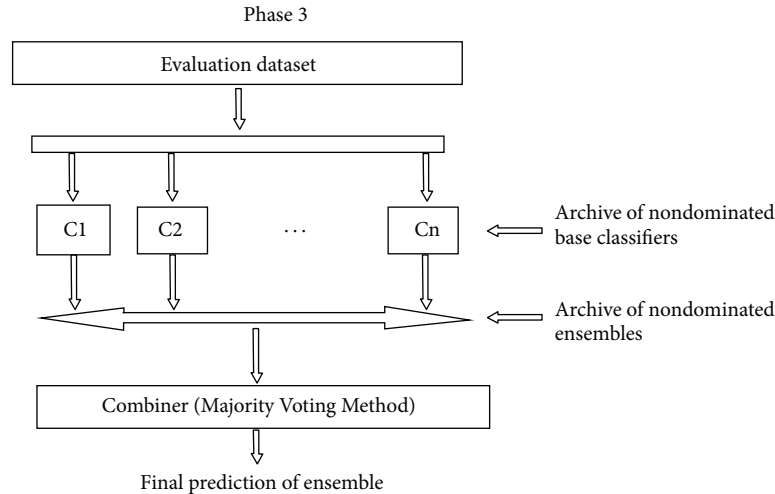 Phase 3
Evaluation dataset
C1
C2
...
Cn
Archive of nondominated
base classifiers
Archive of nondominated
ensembles
Combiner (Majority Voting Method)
Final prediction of ensemble